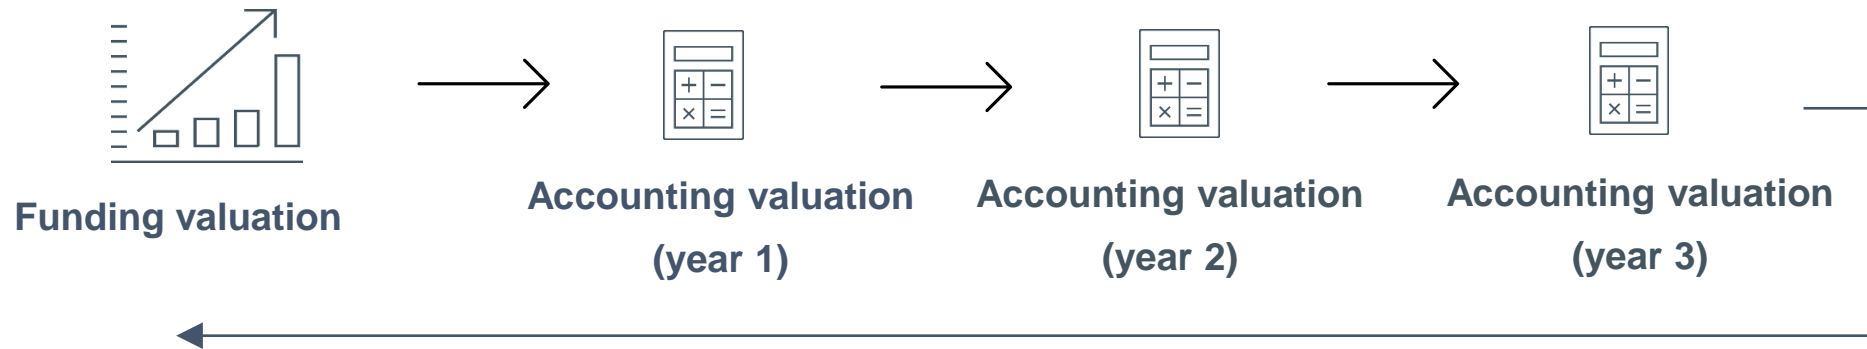 Funding valuation
Accounting valuation
(year 1)
Accounting valuation
(year 2)
Accounting valuation
(year 3)